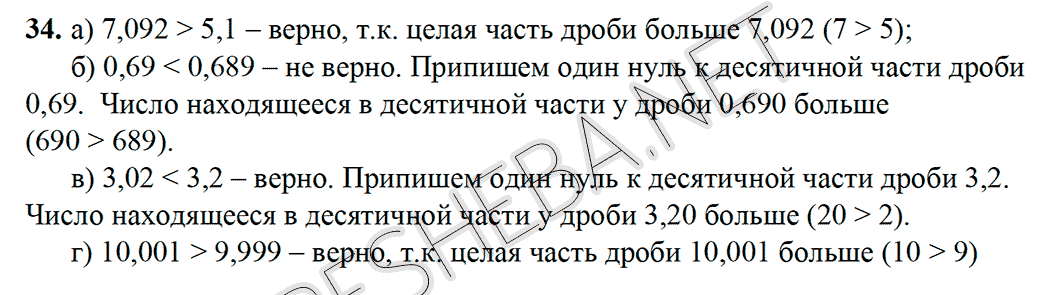 34. а) 7,092 > 5,1 – верно, т.к. целая часть дроби больше 7,092 (7 > 5);
б) 0,69 < 0,689 – не верно. Припишем один нуль к десятичной части дроби
0,69. Число находящееся в десятичной части у дроби 0,690 больше
(690 > 689).
в) 3,02 < 3,2 – верно. Припишем один нуль к десятичной части дроби 3,2.
Число находящееся в десятичной части у дроби 3,20 больше (20 > 2).
г) 10,001 > 9,999 – верно, т.к. целая часть дроби 10,001 больше (10 > 9)
RESHEBA.NET